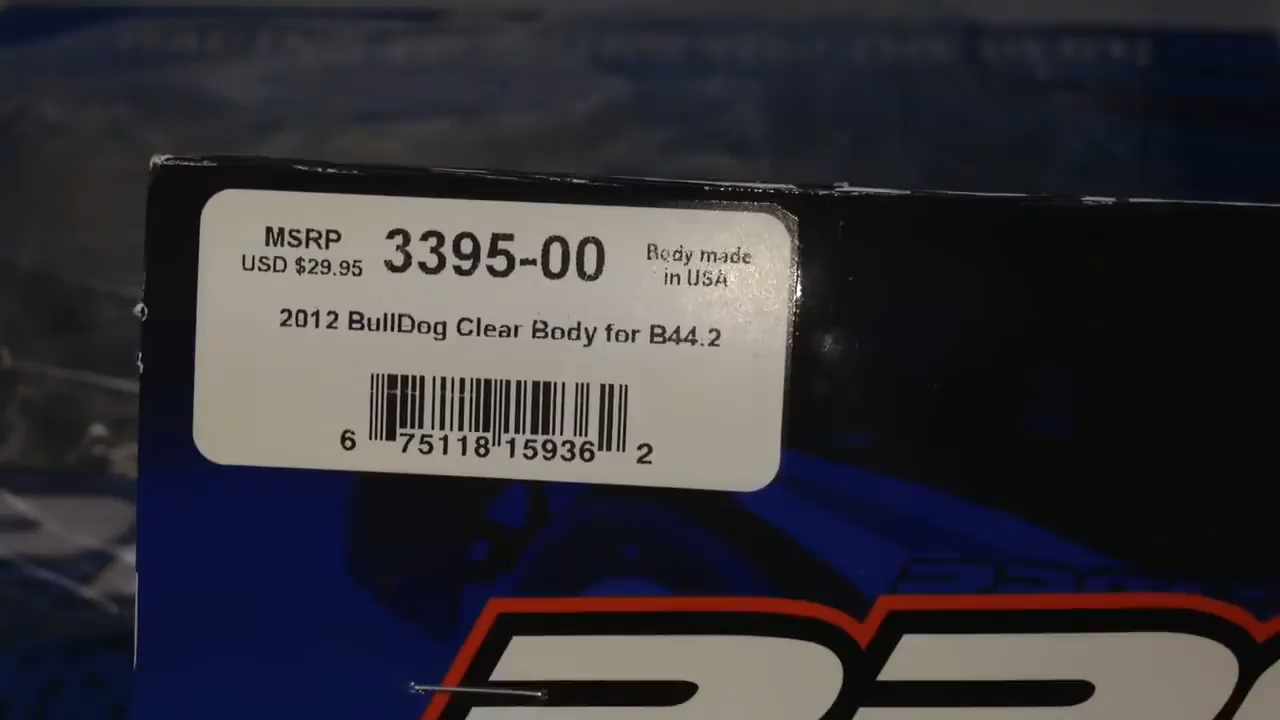 MSRP
USD $29.95
3395-00
Body made
in USA
2012 BullDog Clear Body for B44.2
6 75118 15936 2